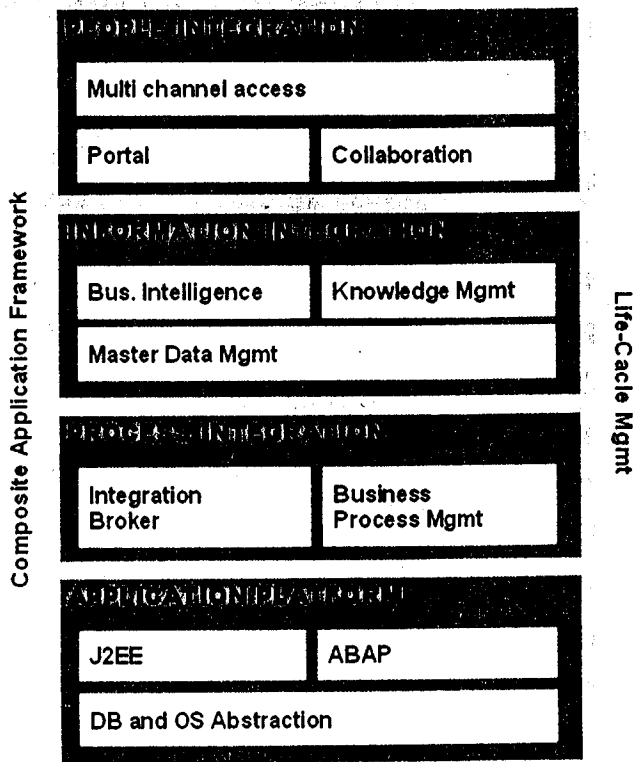 PEOPLE INTEGRATION
Multi channel access
Portal
Collaboration
INFORMATION INTEGRATION
Bus. Intelligence
Knowledge Mgmt
Master Data Mgmt
PROCES INTEGRATION
Integration
Broker
Business
Process Mgmt
APPLICATION PLATFORM
J2EE
ABAP
DB and OS Abstraction
Composite Application Framework
Life-Cacle Mgmt